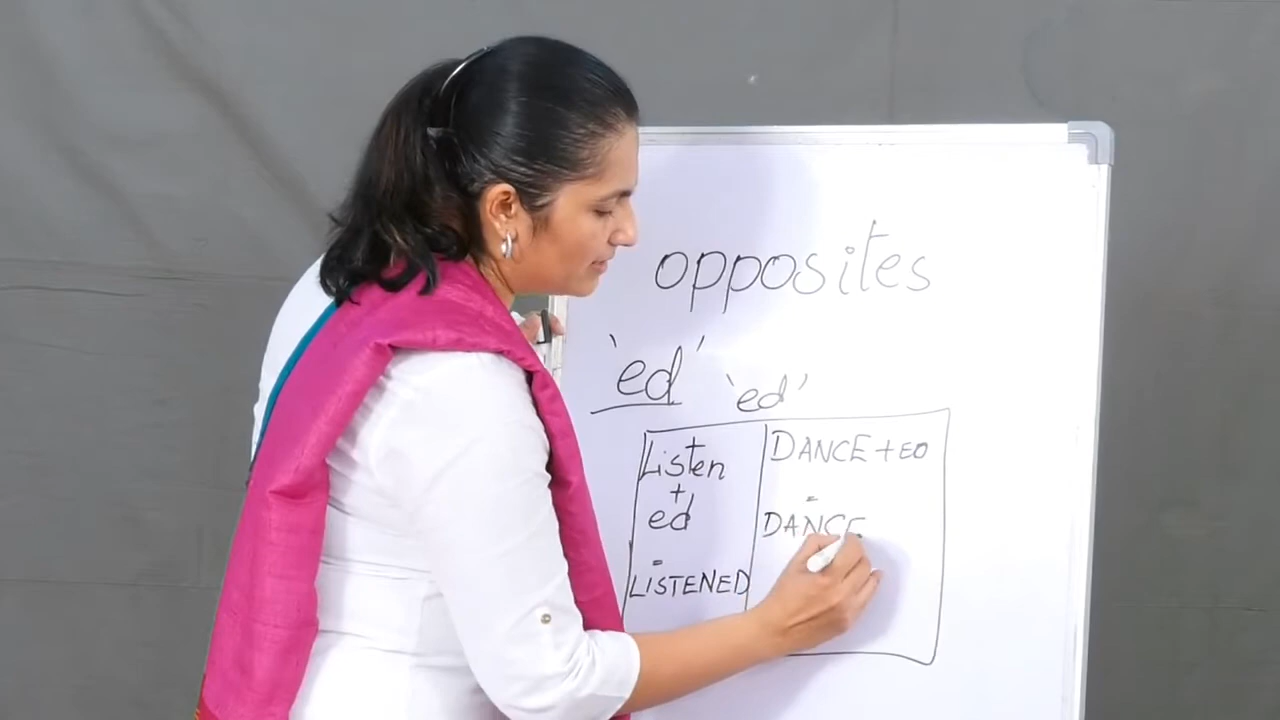 opposites
'ed' 'ed'
Listen
+
ed
=
LISTENED
DANCE + ED
=
DANCE